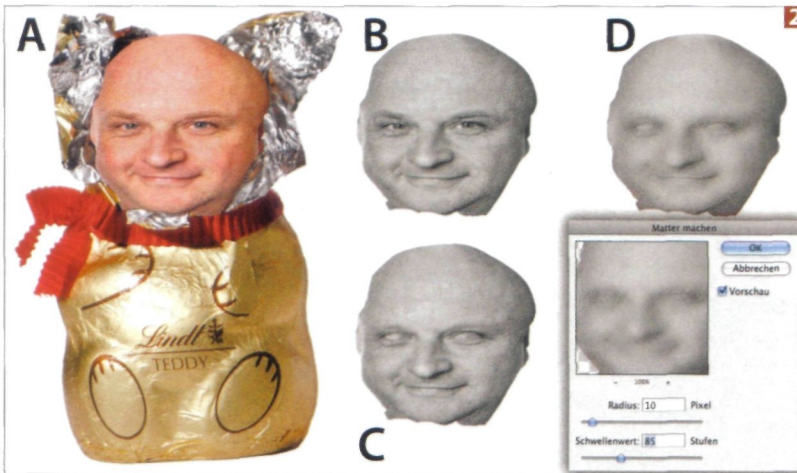 A
B
D
2
Lindt
TEDDY
C
Matter machen
OK
Abbrechen
Vorschau
- 100% +
Radius: 10 Pixel
Schwellenwert: 85 Stufen